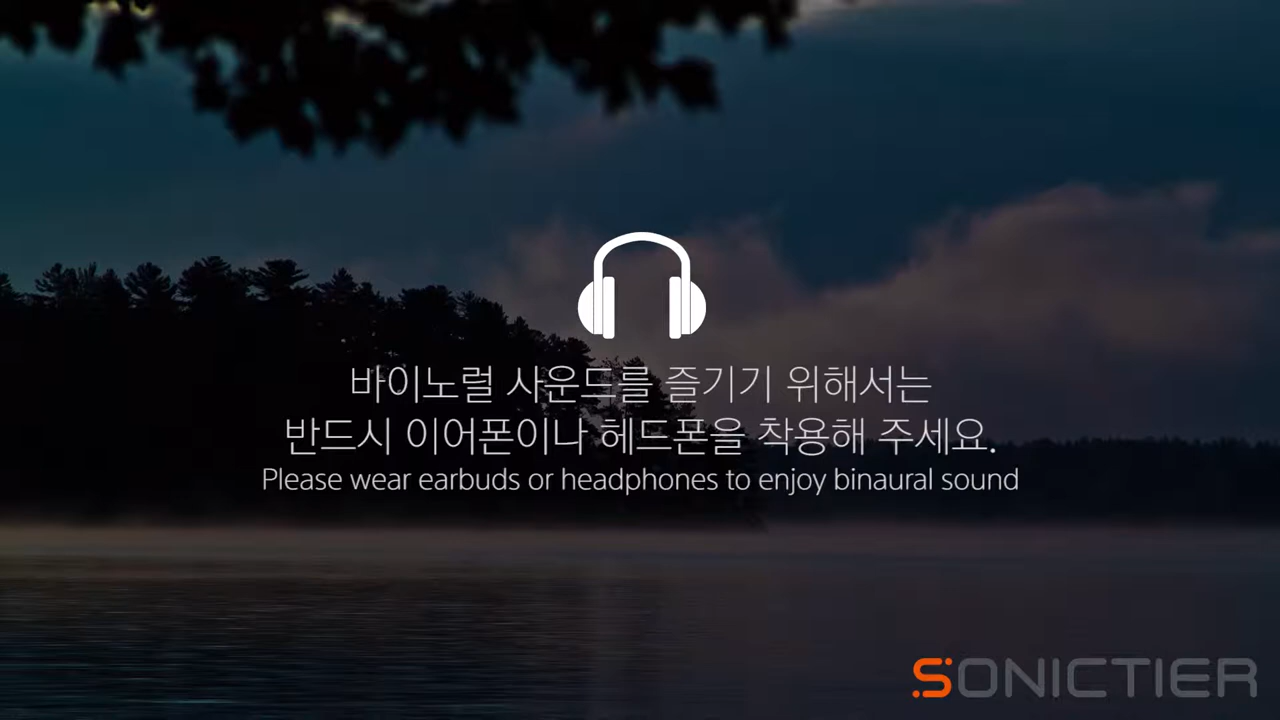 바이노럴 사운드를 즐기기 위해서는
반드시 이어폰이나 헤드폰을 착용해 주세요.
Please wear earbuds or headphones to enjoy binaural sound
SONICTIER